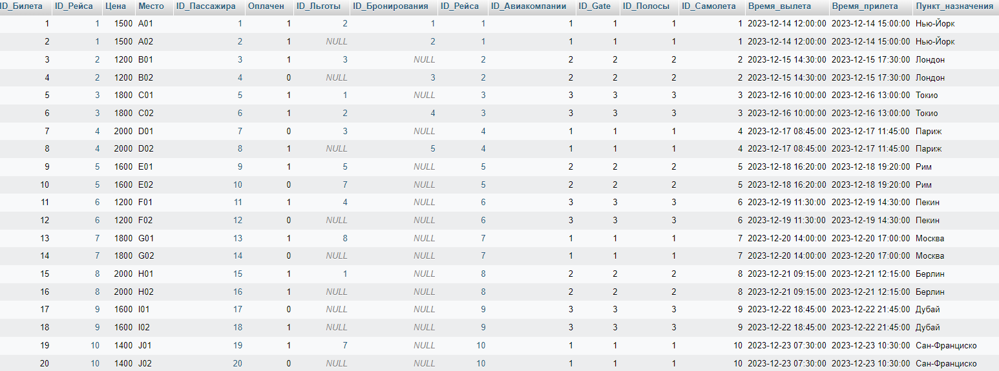 ID_Билета ID_Рейса Цена Место ID_Пассажира Оплачен ID_Льготы ID_Бронирования ID_Рейса ID_Авиакомпании ID_Gate ID_Полосы ID_Самолета Время_вылета Время_прилета Пункт_назначения
1 1 1500 A01 1 1 2 1 1 1 1 1 1 2023-12-14 12:00:00 2023-12-14 15:00:00 Нью-Йорк
2 1 1500 A02 2 1 NULL 2 1 1 1 1 1 2023-12-14 12:00:00 2023-12-14 15:00:00 Нью-Йорк
3 2 1200 B01 3 1 3 NULL 2 2 2 2 2 2023-12-15 14:30:00 2023-12-15 17:30:00 Лондон
4 2 1200 B02 4 0 NULL 3 2 2 2 2 2 2023-12-15 14:30:00 2023-12-15 17:30:00 Лондон
5 3 1800 C01 5 1 1 NULL 3 3 3 3 3 2023-12-16 10:00:00 2023-12-16 13:00:00 Токио
6 3 1800 C02 6 1 2 4 3 3 3 3 3 2023-12-16 10:00:00 2023-12-16 13:00:00 Токио
7 4 2000 D01 7 0 3 NULL 4 1 1 1 4 2023-12-17 08:45:00 2023-12-17 11:45:00 Париж
8 4 2000 D02 8 1 NULL 5 4 1 1 1 4 2023-12-17 08:45:00 2023-12-17 11:45:00 Париж
9 5 1600 E01 9 1 5 NULL 5 2 2 2 5 2023-12-18 16:20:00 2023-12-18 19:20:00 Рим
10 5 1600 E02 10 0 7 NULL 5 2 2 2 5 2023-12-18 16:20:00 2023-12-18 19:20:00 Рим
11 6 1200 F01 11 1 4 NULL 6 3 3 3 6 2023-12-19 11:30:00 2023-12-19 14:30:00 Пекин
12 6 1200 F02 12 0 NULL NULL 6 3 3 3 6 2023-12-19 11:30:00 2023-12-19 14:30:00 Пекин
13 7 1800 G01 13 1 8 NULL 7 1 1 1 7 2023-12-20 14:00:00 2023-12-20 17:00:00 Москва
14 7 1800 G02 14 0 NULL NULL 7 1 1 1 7 2023-12-20 14:00:00 2023-12-20 17:00:00 Москва
15 8 2000 H01 15 1 1 NULL 8 2 2 2 8 2023-12-21 09:15:00 2023-12-21 12:15:00 Берлин
16 8 2000 H02 16 1 NULL NULL 8 2 2 2 8 2023-12-21 09:15:00 2023-12-21 12:15:00 Берлин
17 9 1600 I01 17 0 NULL NULL 9 3 3 3 9 2023-12-22 18:45:00 2023-12-22 21:45:00 Дубай
18 9 1600 I02 18 1 NULL NULL 9 3 3 3 9 2023-12-22 18:45:00 2023-12-22 21:45:00 Дубай
19 10 1400 J01 19 1 7 NULL 10 1 1 1 10 2023-12-23 07:30:00 2023-12-23 10:30:00 Сан-Франциско
20 10 1400 J02 20 0 NULL NULL 10 1 1 1 10 2023-12-23 07:30:00 2023-12-23 10:30:00 Сан-Франциско